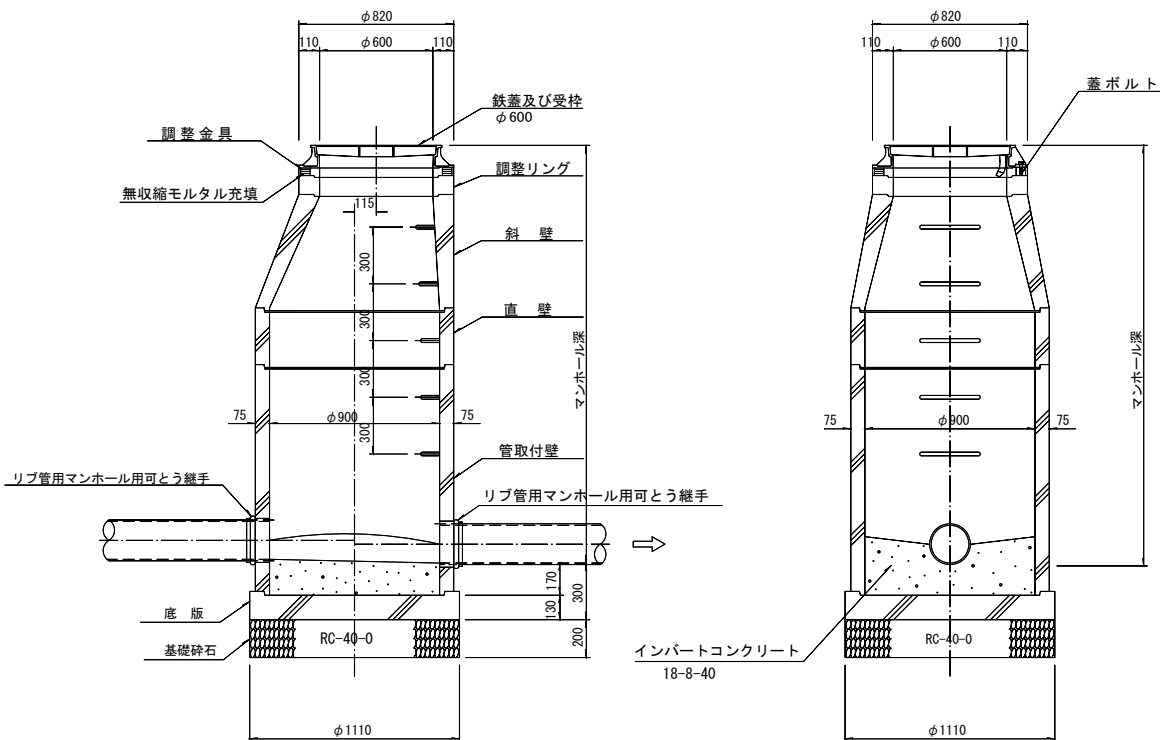 φ820
110
φ600
110
鉄蓋及び受枠
φ600
調整金具
無収縮モルタル充填
調整リング
115
斜 壁
300
300
直 壁
300
マンホール深
75
φ900
75
300
管取付壁
リブ管用マンホール用可とう継手
リブ管用マンホール用可とう継手
170
300
130
底 版
200
基礎砕石
RC-40-0
φ1110
φ820
110
φ600
110
蓋ボルト
マンホール深
75
φ900
75
インバートコンクリート
18-8-40
RC-40-0
φ1110